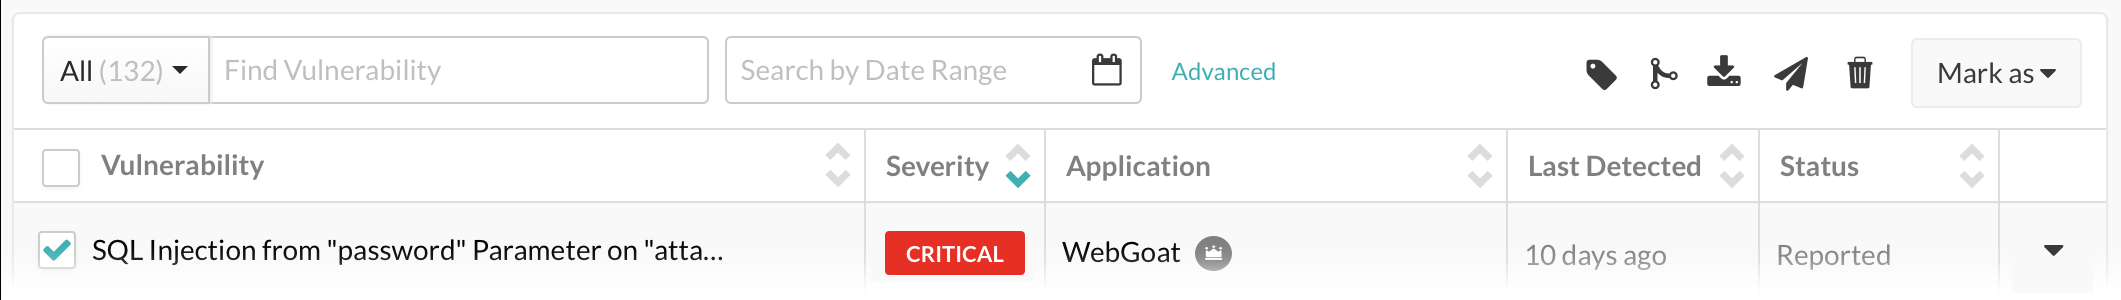 All (132) Find Vulnerability Search by Date Range Advanced Mark as
Vulnerability Severity Application Last Detected Status
SQL Injection from "password" Parameter on "atta... CRITICAL WebGoat 10 days ago Reported